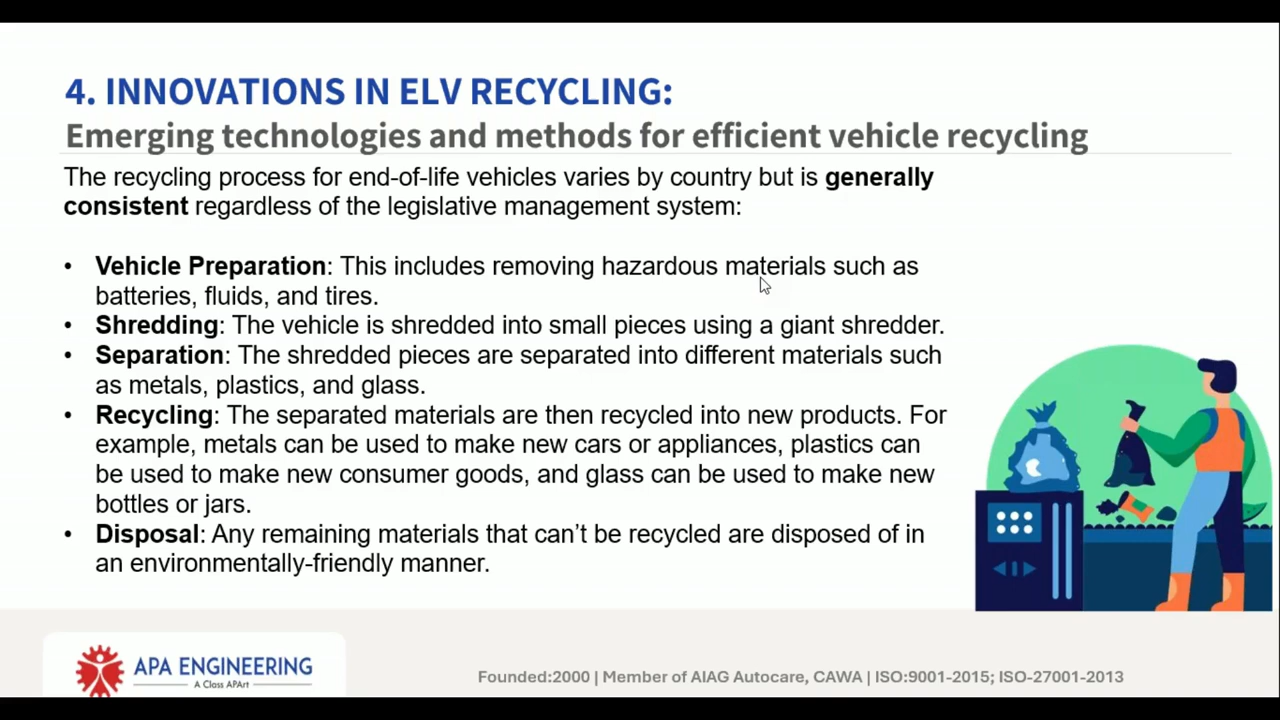 4. INNOVATIONS IN ELV RECYCLING:
Emerging technologies and methods for efficient vehicle recycling
The recycling process for end-of-life vehicles varies by country but is generally
consistent regardless of the legislative management system:
• Vehicle Preparation: This includes removing hazardous materials such as
batteries, fluids, and tires.
• Shredding: The vehicle is shredded into small pieces using a giant shredder.
• Separation: The shredded pieces are separated into different materials such
as metals, plastics, and glass.
• Recycling: The separated materials are then recycled into new products. For
example, metals can be used to make new cars or appliances, plastics can
be used to make new consumer goods, and glass can be used to make new
bottles or jars.
• Disposal: Any remaining materials that can’t be recycled are disposed of in
an environmentally-friendly manner.
APA ENGINEERING
A Class APArt
Founded:2000 | Member of AIAG Autocare, CAWA | ISO:9001-2015; ISO-27001-2013